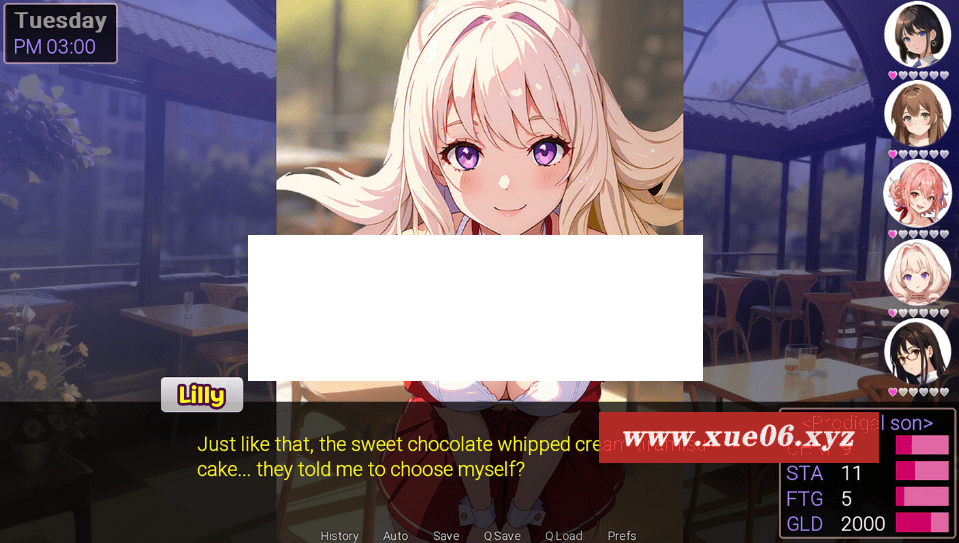 Tuesday
PM 03:00
Lilly
Just like that, the sweet chocolate whipped cream tiramisu
cake... they told me to choose myself?
www.xue06.xyz
<Prodigal son>
STA 11
FTG 5
GLD 2000
History Auto Save Q.Save Q.Load Prefs